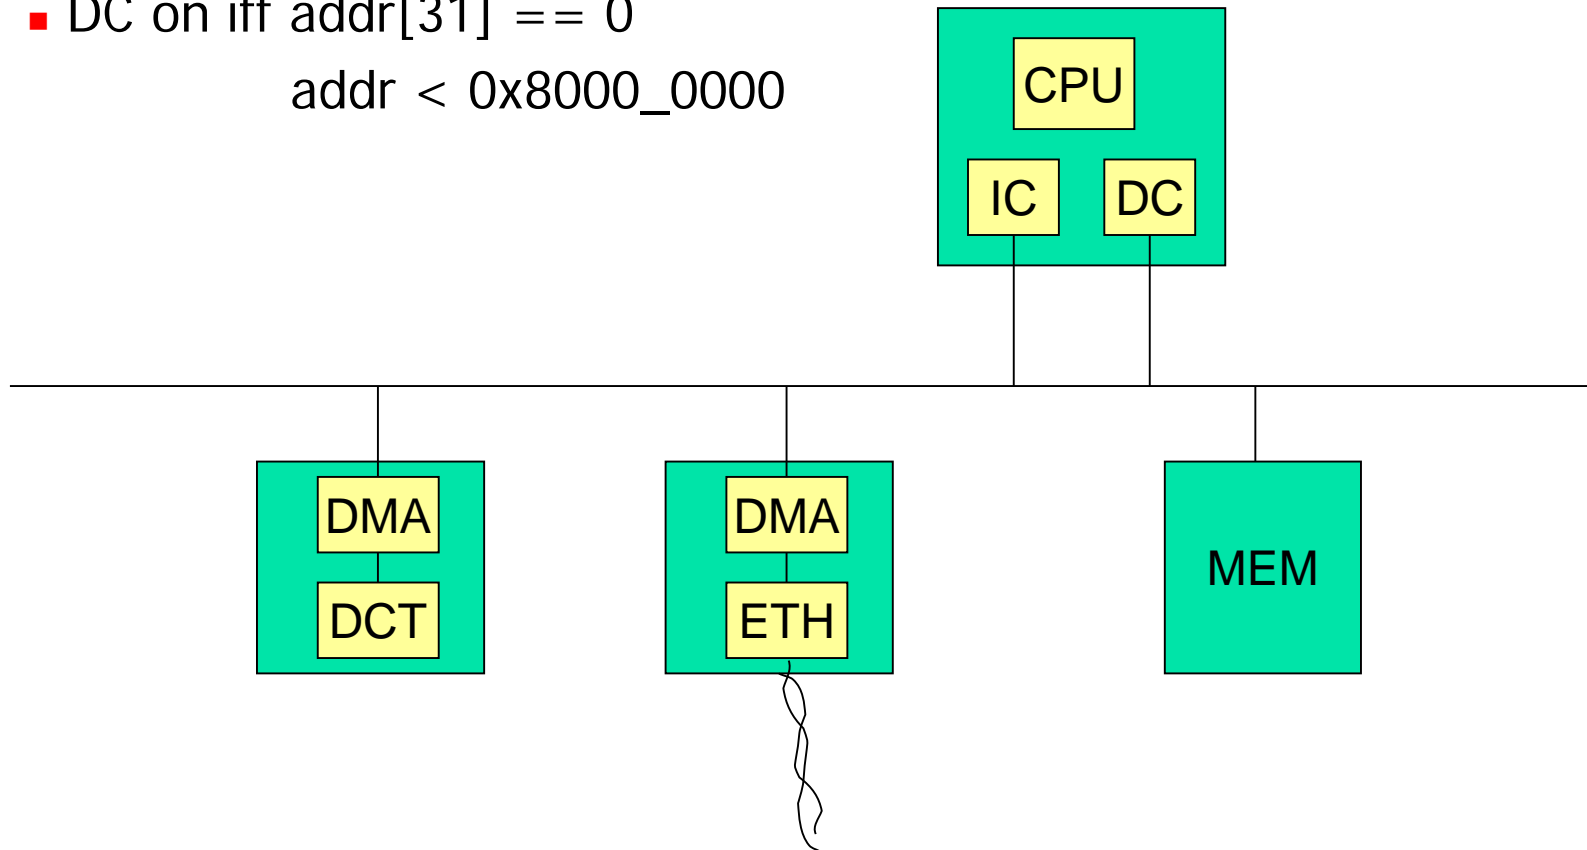 DC on iff addr[31] == 0
addr < 0x8000_0000
CPU
IC DC
DMA DMA
MEM
DCT ETH